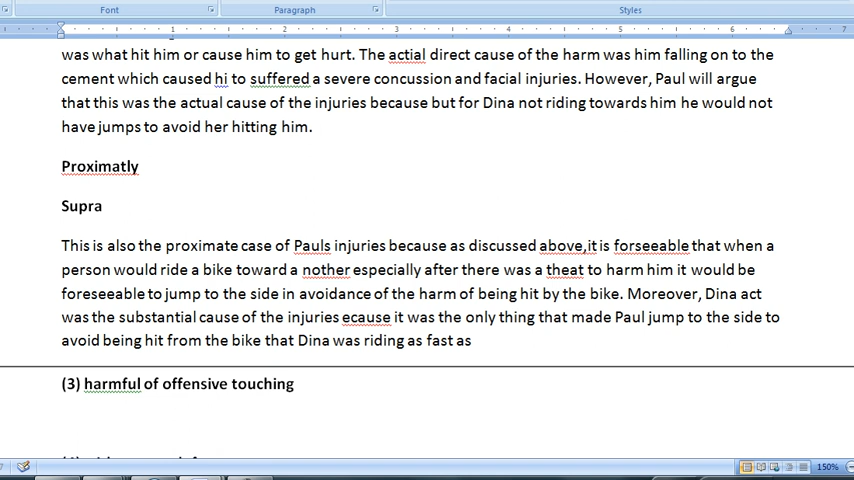 Font Paragraph Styles
1 2 3 4 5 6 7
was what hit him or cause him to get hurt. The actial direct cause of the harm was him falling on to the
cement which caused hi to suffered a severe concussion and facial injuries. However, Paul will argue
that this was the actual cause of the injuries because but for Dina not riding towards him he would not
have jumps to avoid her hitting him.
Proximatly
Supra
This is also the proximate case of Pauls injuries because as discussed above,it is forseeable that when a
person would ride a bike toward a nother especially after there was a theat to harm him it would be
foreseeable to jump to the side in avoidance of the harm of being hit by the bike. Moreover, Dina act
was the substantial cause of the injuries ecause it was the only thing that made Paul jump to the side to
avoid being hit from the bike that Dina was riding as fast as
(3) harmful of offensive touching
150%